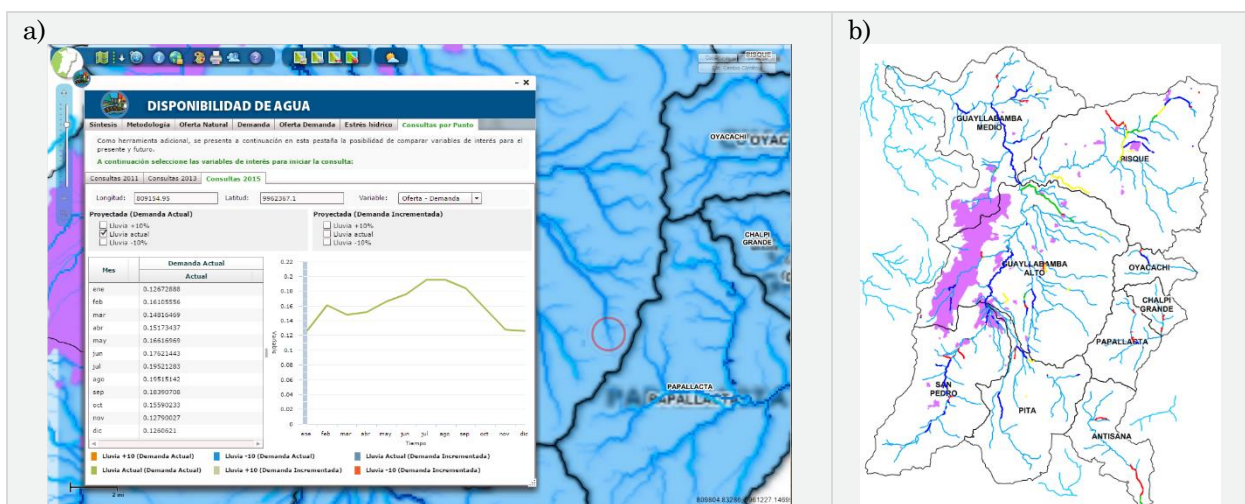 a)
b)
RISQUE
DISPONIBILIDAD DE AGUA
Síntesis Metodología Oferta Natural Demanda Oferta Demanda Estrés hídrico Consultas por Punto
Como herramienta adicional, se presenta a continuación en esta pestaña la posibilidad de comparar variables de interés para el
presente y futuro.
A continuación seleccione las variables de interés para iniciar la consulta:
Consultas 2011 Consultas 2013 Consultas 2015
Longitud: 809154.95 Latitud: 9962367.1 Variable: Oferta - Demanda
Proyectada (Demanda Actual) Proyectada (Demanda Incrementada)
Lluvia +10% Lluvia +10%
Lluvia actual Lluvia actual
Lluvia -10% Lluvia -10%
Mes Demanda Actual
Actual
ene 0.12672888
feb 0.16105556
mar 0.14816469
abr 0.15173437
may 0.16616969
jun 0.17621443
jul 0.19521283
ago 0.19515142
sep 0.18390708
oct 0.15590233
nov 0.12790027
dic 0.1260621
0.22
0.2
0.18
0.16
0.14
0.12
0.1
0.08
0.06
0.04
0.02
0
Variable
ene feb mar abr may jun jul ago sep oct nov dic
Tiempo
Lluvia +10 (Demanda Actual) Lluvia -10 (Demanda Actual) Lluvia Actual (Demanda Incrementada)
Lluvia Actual (Demanda Actual) Lluvia +10 (Demanda Incrementada) Lluvia -10 (Demanda Incrementada)
2 mi
OYACACHI
OYAC
CHALPI
GRANDE
PAPALLACTA
PAPALLACTA
GUAYLLABAMBA
MEDIO
PISQUE
GUAYLLABAMBA
ALTO
OYACACHI
CHALPI
GRANDE
PAPALLACTA
SAN
PEDRO
PITA
ANTISANA